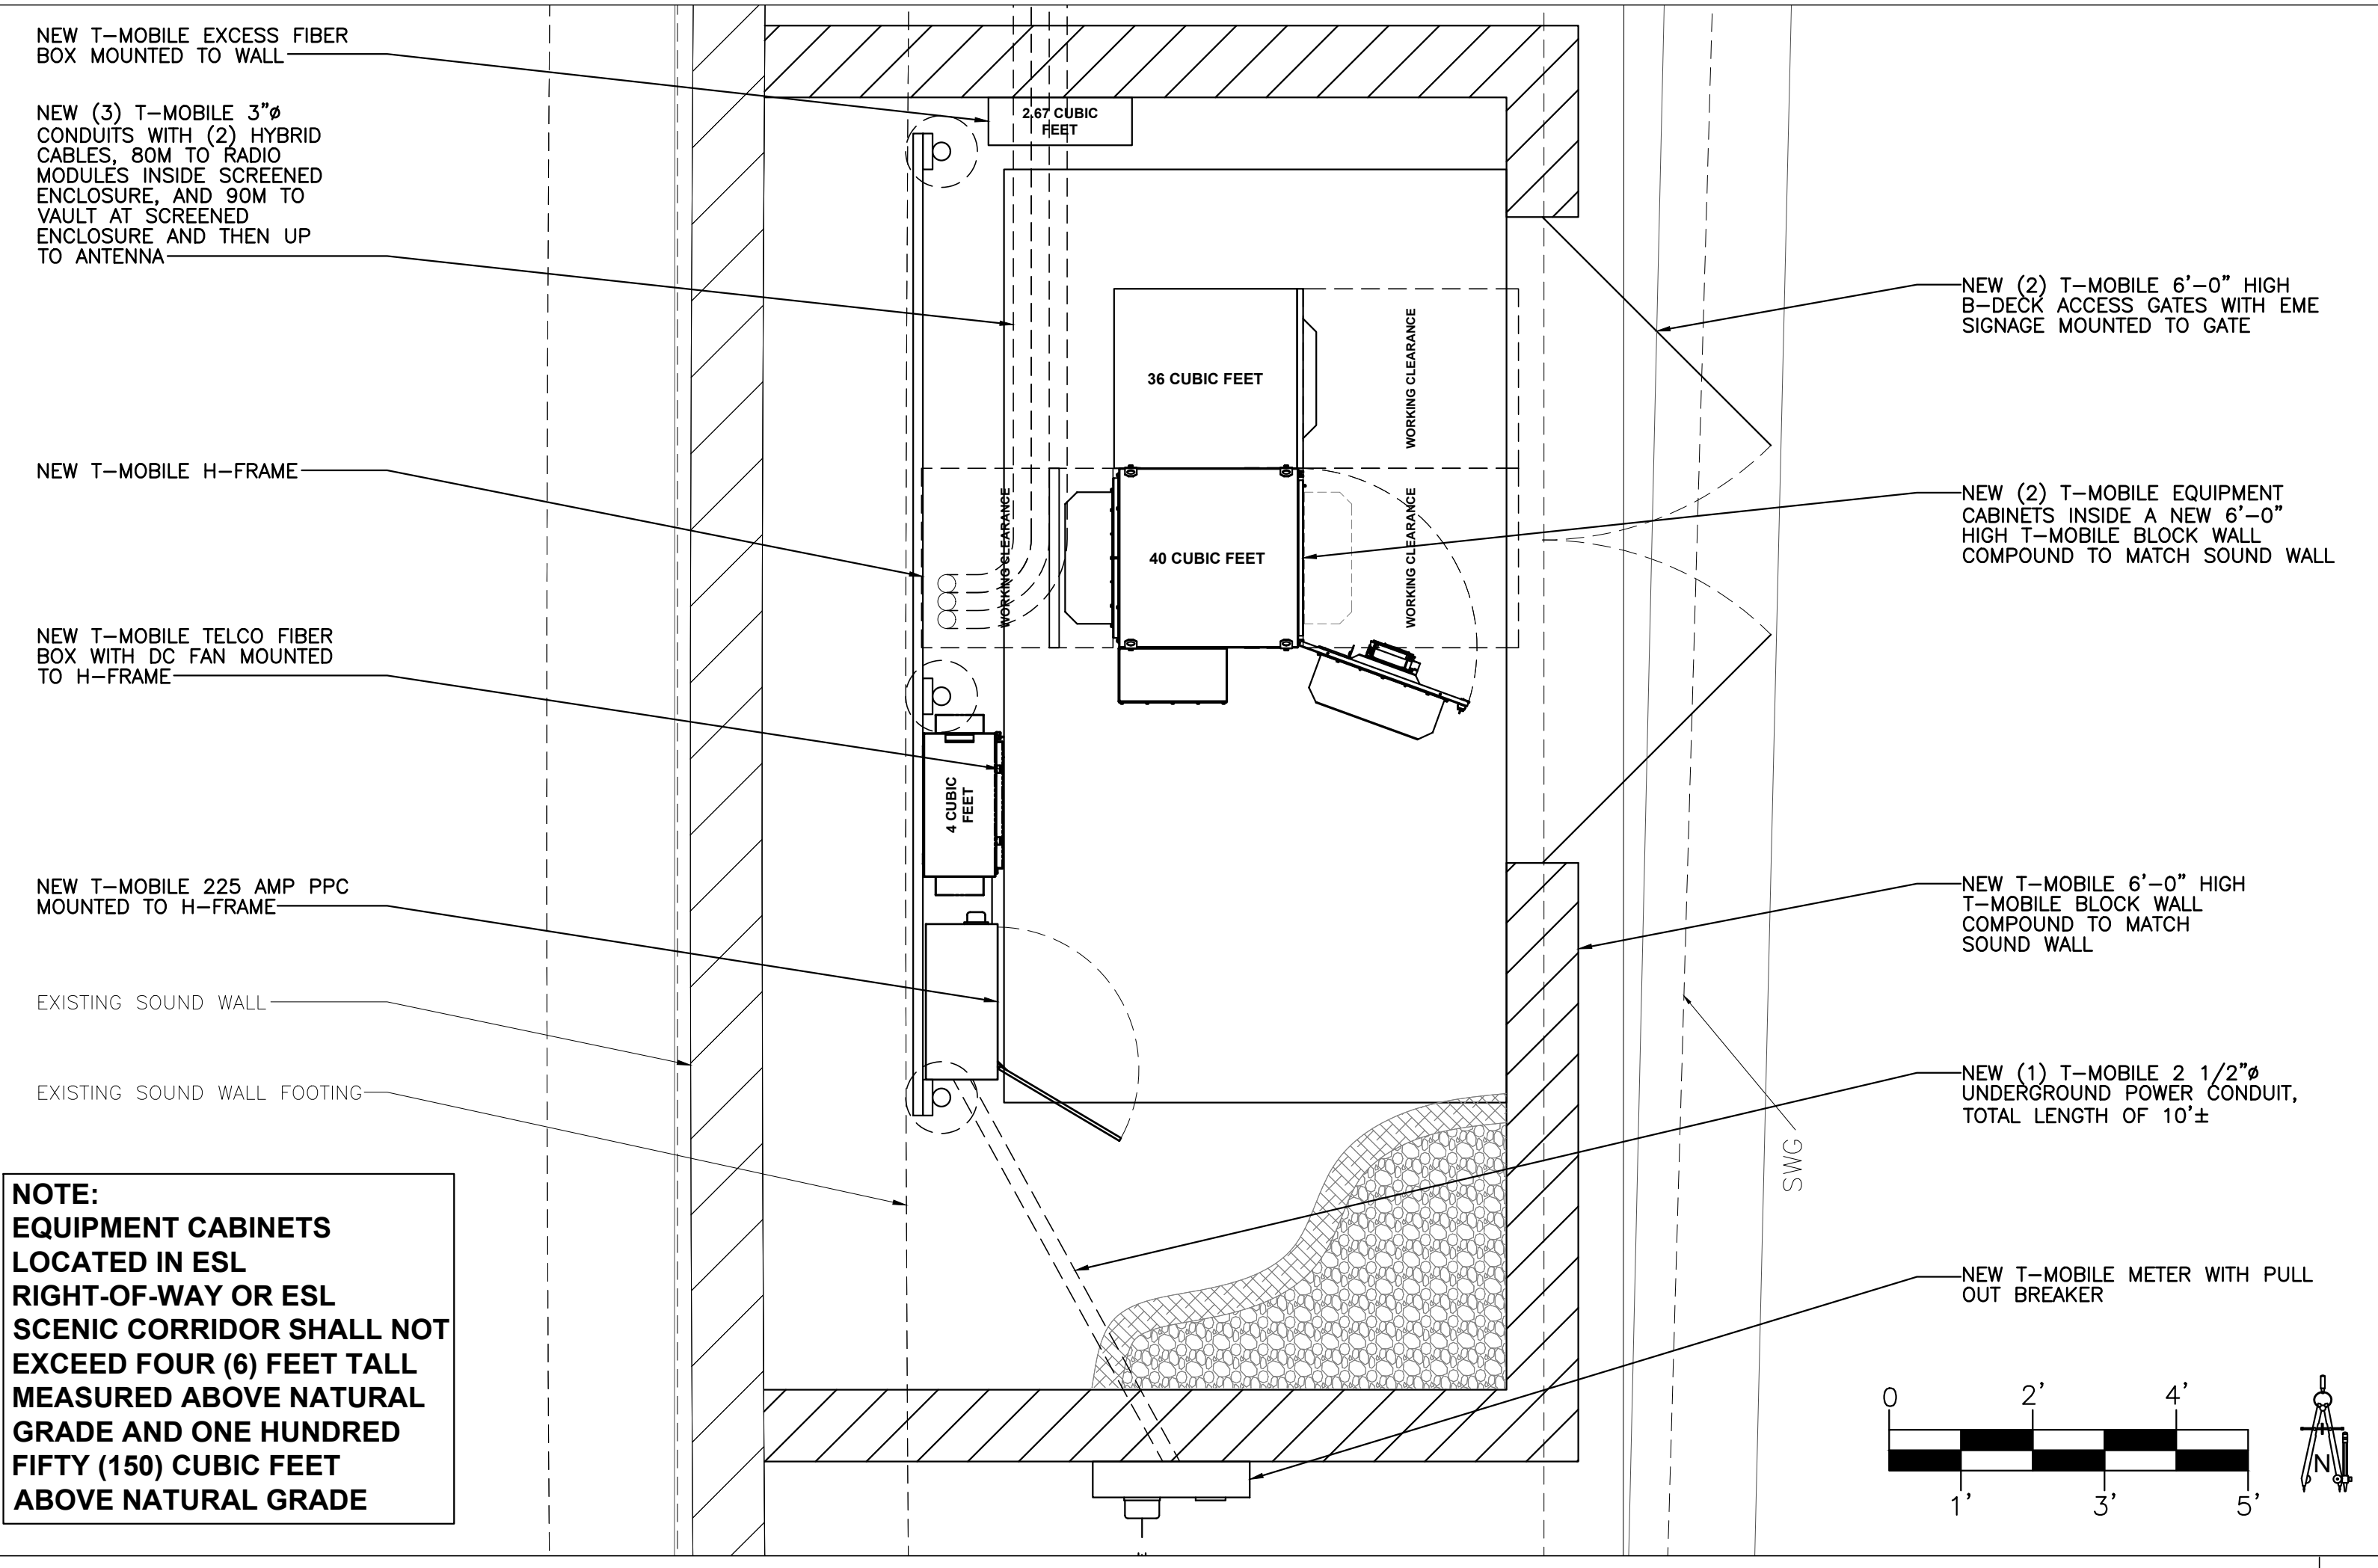 NEW T-MOBILE EXCESS FIBER
BOX MOUNTED TO WALL
NEW (3) T-MOBILE 3"ø
CONDUITS WITH (2) HYBRID
CABLES, 80M TO RADIO
MODULES INSIDE SCREENED
ENCLOSURE, AND 90M TO
VAULT AT SCREENED
ENCLOSURE AND THEN UP
TO ANTENNA
NEW T-MOBILE H-FRAME
NEW T-MOBILE TELCO FIBER
BOX WITH DC FAN MOUNTED
TO H-FRAME
NEW T-MOBILE 225 AMP PPC
MOUNTED TO H-FRAME
EXISTING SOUND WALL
EXISTING SOUND WALL FOOTING
NOTE:
EQUIPMENT CABINETS
LOCATED IN ESL
RIGHT-OF-WAY OR ESL
SCENIC CORRIDOR SHALL NOT
EXCEED FOUR (6) FEET TALL
MEASURED ABOVE NATURAL
GRADE AND ONE HUNDRED
FIFTY (150) CUBIC FEET
ABOVE NATURAL GRADE
2.67 CUBIC
FEET
36 CUBIC FEET
WORKING CLEARANCE
WORKING CLEARANCE
40 CUBIC FEET
WORKING CLEARANCE
4 CUBIC
FEET
NEW (2) T-MOBILE 6'-0" HIGH
B-DECK ACCESS GATES WITH EME
SIGNAGE MOUNTED TO GATE
NEW (2) T-MOBILE EQUIPMENT
CABINETS INSIDE A NEW 6'-0"
HIGH T-MOBILE BLOCK WALL
COMPOUND TO MATCH SOUND WALL
NEW T-MOBILE 6'-0" HIGH
T-MOBILE BLOCK WALL
COMPOUND TO MATCH
SOUND WALL
NEW (1) T-MOBILE 2 1/2"ø
UNDERGROUND POWER CONDUIT,
TOTAL LENGTH OF 10'±
SWG
NEW T-MOBILE METER WITH PULL
OUT BREAKER
0 2' 4'
1' 3' 5'
N